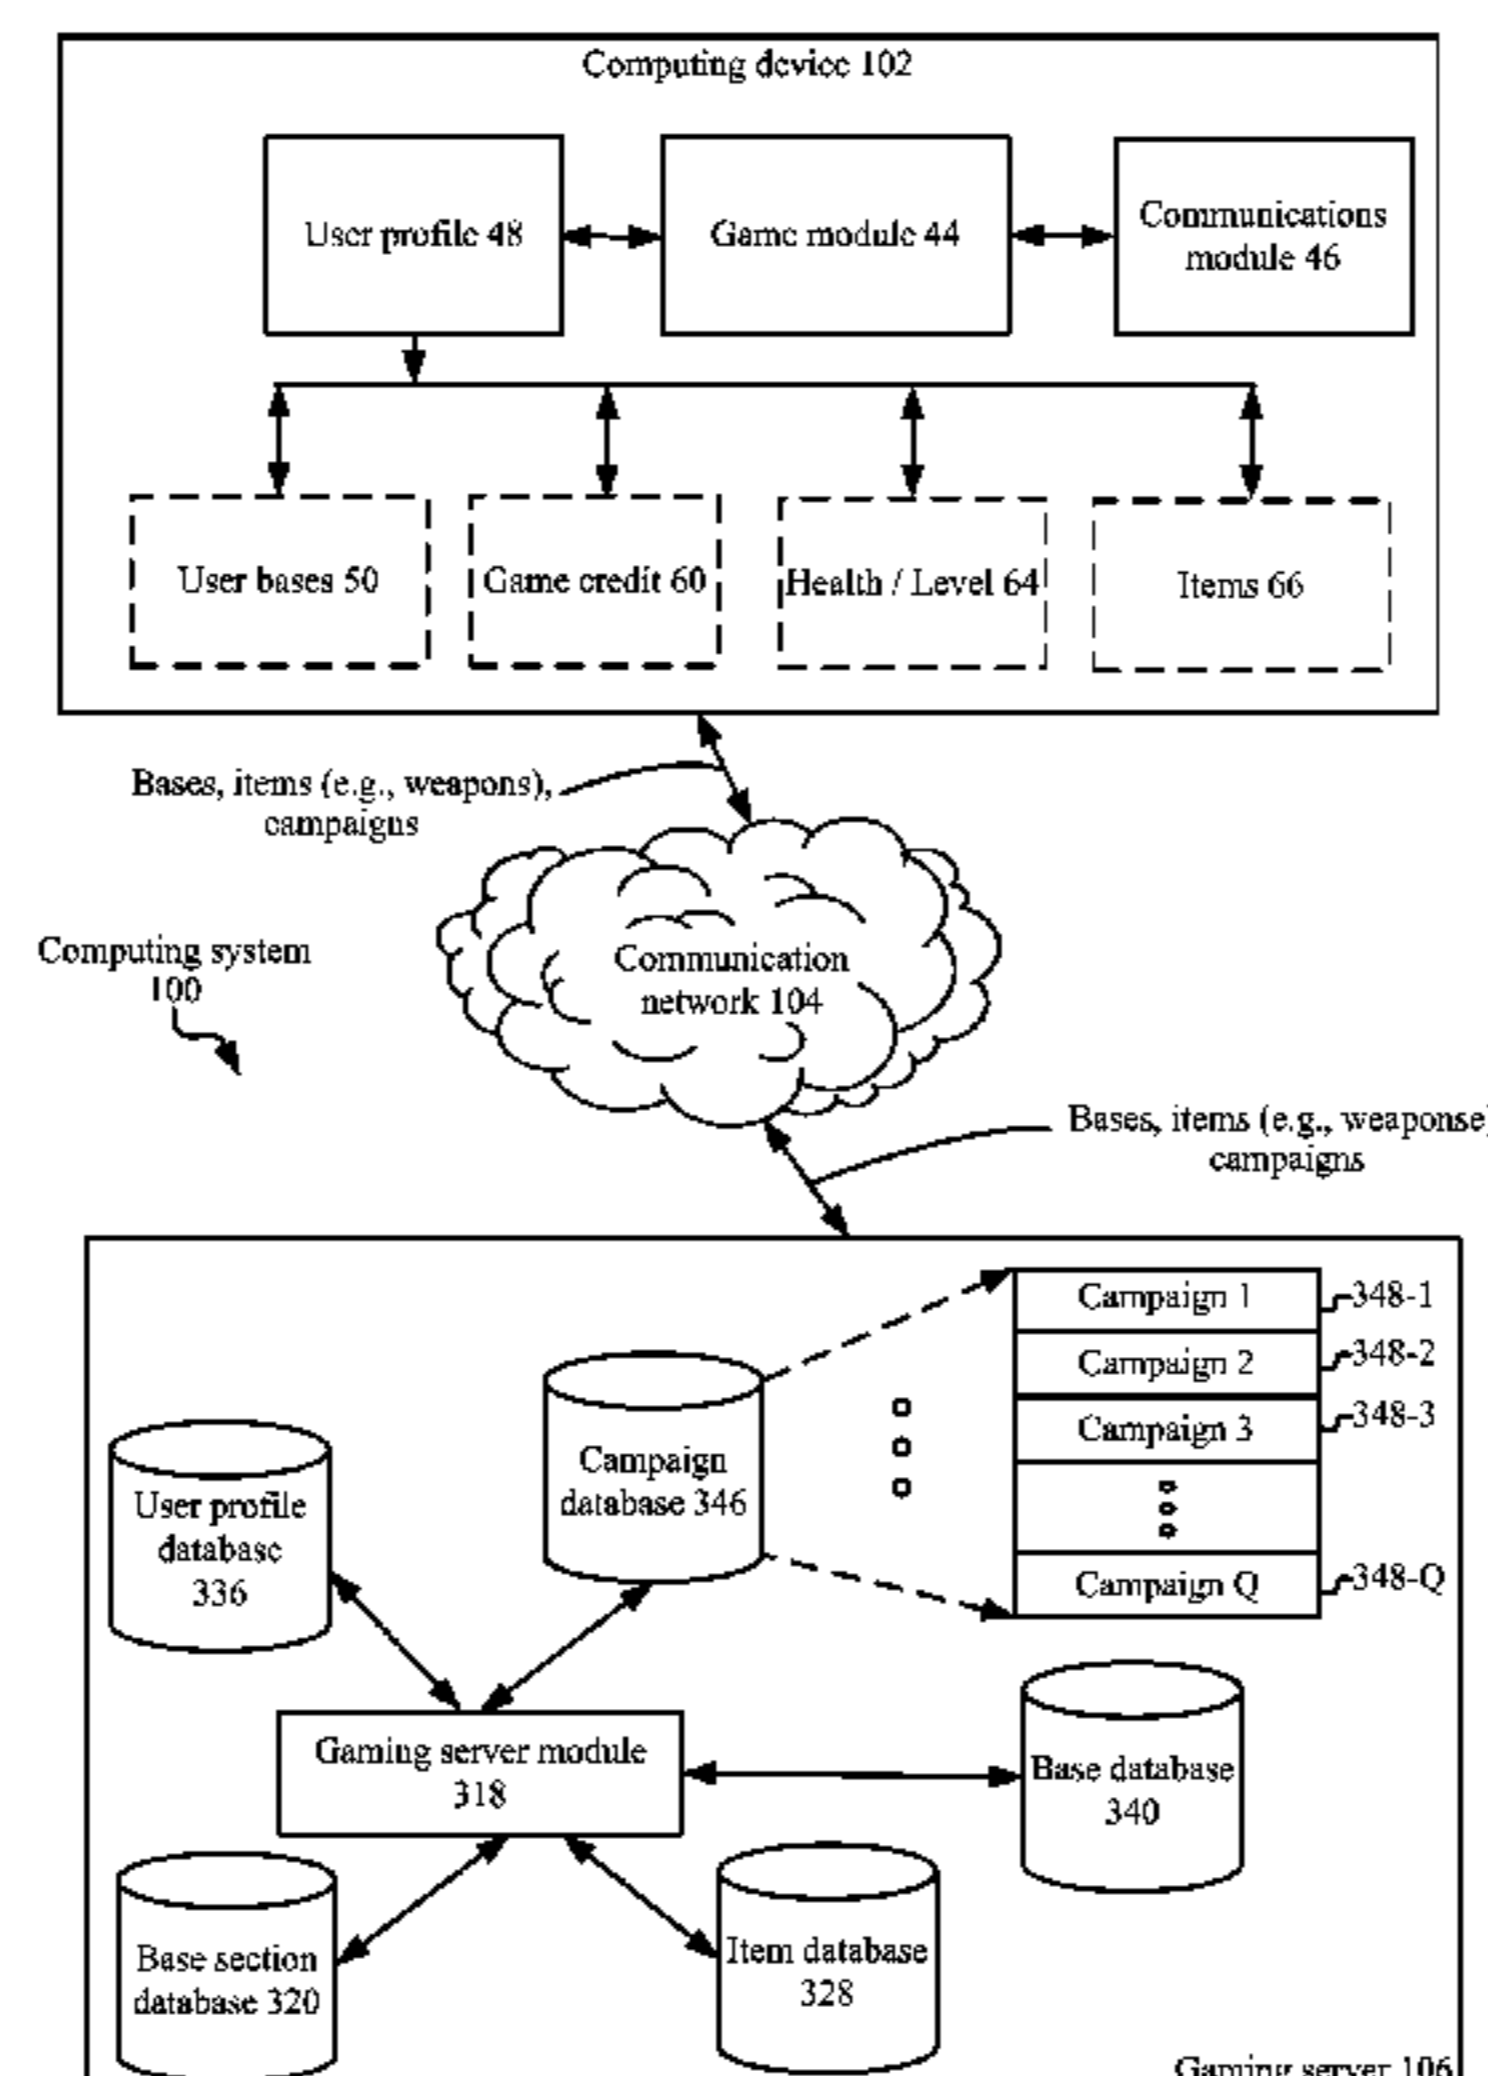 Computing device 102
User profile 48
Game module 44
Communications
module 46
User bases 50
Game credit 60
Health / Level 64
Items 66
Bases, items (e.g., weapons),
campaigns
Communication
network 104
Computing system
100
Bases, items (e.g., weaponse)
campaigns
Campaign 1
348-1
Campaign 2
348-2
Campaign 3
348-3
Campaign Q
348-Q
Campaign
database 346
User profile
database
336
Gaming server module
318
Base database
340
Base section
database 320
Item database
328
Gaming server 106